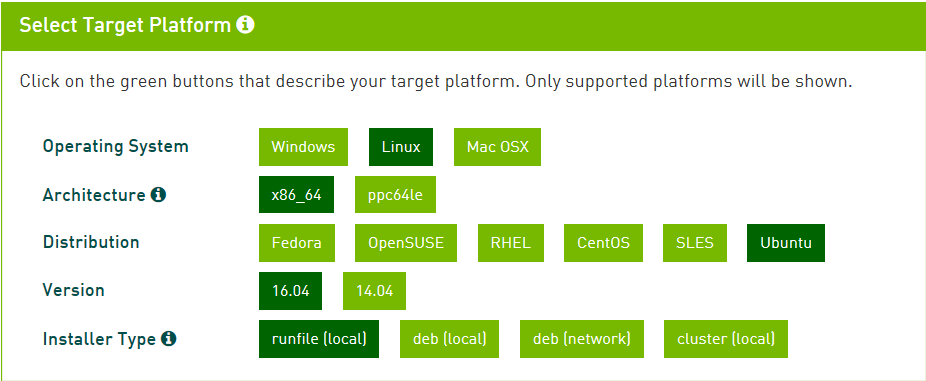 Select Target Platform
Click on the green buttons that describe your target platform. Only supported platforms will be shown.
Operating System Windows Linux Mac OSX
Architecture x86_64 ppc64le
Distribution Fedora OpenSUSE RHEL CentOS SLES Ubuntu
Version 16.04 14.04
Installer Type runfile (local) deb (local) deb (network) cluster (local)